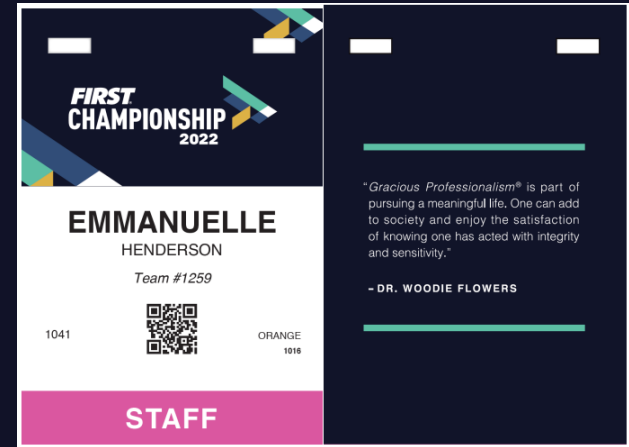 FIRST®
CHAMPIONSHIP
2022
EMMANUELLE
HENDERSON
Team #1259
1041
ORANGE
1016
STAFF
“Gracious Professionalism® is part of
pursuing a meaningful life. One can add
to society and enjoy the satisfaction
of knowing one has acted with integrity
and sensitivity.”
– DR. WOODIE FLOWERS